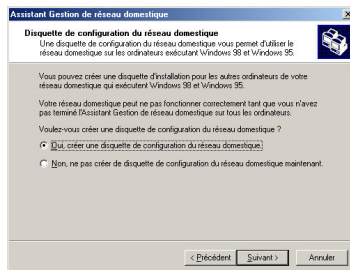 Assistant Gestion de réseau domestique
Disquette de configuration du réseau domestique
Une disquette de configuration du réseau domestique vous permet d'utiliser le
réseau domestique sur les ordinateurs exécutant Windows 98 et Windows 95.
Vous pouvez créer une disquette d'installation pour les autres ordinateurs de votre
réseau domestique qui exécutent Windows 98 et Windows 95.
Votre réseau domestique peut ne pas fonctionner correctement tant que vous n'avez
pas terminé l'Assistant Gestion de réseau domestique sur tous les ordinateurs.
Voulez-vous créer une disquette de configuration du réseau domestique ?
Oui, créer une disquette de configuration du réseau domestique.
Non, ne pas créer de disquette de configuration du réseau domestique maintenant.
< Précédent
Suivant >
Annuler